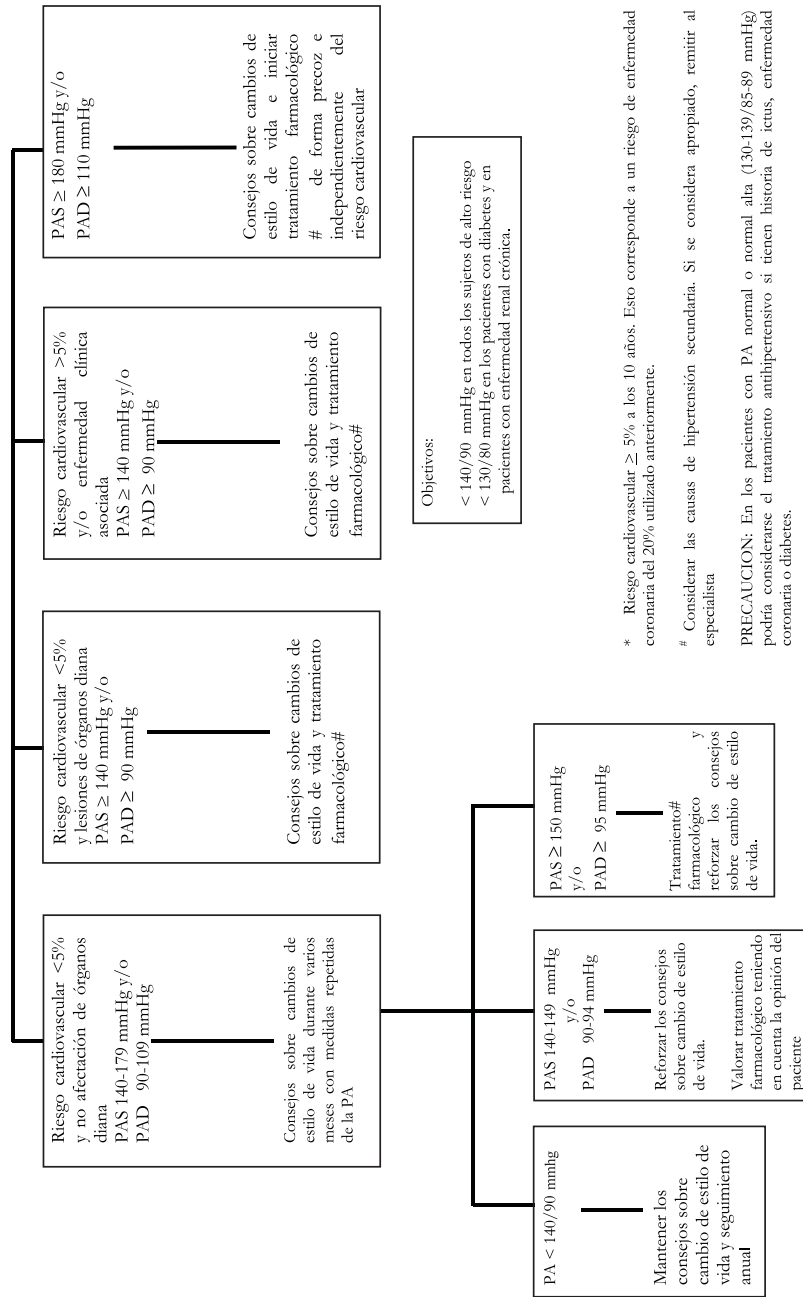 Riesgo cardiovascular <5%
y no afectación de órganos
diana
PAS 140-179 mmHg y/o
PAD 90-109 mmHg
Consejos sobre cambios de
estilo de vida durante varios
meses con medidas repetidas
de la PA
Riesgo cardiovascular <5%
y lesiones de órganos diana
PAS ≥ 140 mmHg y/o
PAD ≥ 90 mmHg
Consejos sobre cambios de
estilo de vida y tratamiento
farmacológico#
Riesgo cardiovascular >5%
y/o enfermedad clínica
asociada
PAS ≥ 140 mmHg y/o
PAD ≥ 90 mmHg
Consejos sobre cambios de
estilo de vida y tratamiento
farmacológico#
PAS ≥ 180 mmHg y/o
PAD ≥ 110 mmHg
Consejos sobre cambios de
estilo de vida e iniciar
tratamiento farmacológico
# de forma precoz e
independientemente del
riesgo cardiovascular
PA < 140/90 mmhg
Mantener los
consejos sobre
cambio de estilo de
vida y seguimiento
anual
PAS 140-149 mmHg
y/o
PAD 90-94 mmHg
Reforzar los consejos
sobre cambio de estilo
de vida.
Valorar tratamiento
farmacológico teniendo
en cuenta la opinión del
paciente
PAS ≥ 150 mmHg
y/o
PAD ≥ 95 mmHg
Tratamiento#
farmacológico y
reforzar los consejos
sobre cambio de estilo
de vida.
Objetivos:
< 140/90 mmHg en todos los sujetos de alto riesgo
< 130/80 mmHg en los pacientes con diabetes y en
pacientes con enfermedad renal crónica.
* Riesgo cardiovascular ≥ 5% a los 10 años. Esto corresponde a un riesgo de enfermedad
coronaria del 20% utilizado anteriormente.
# Considerar las causas de hipertensión secundaria. Si se considera apropiado, remitir al
especialista
PRECAUCION: En los pacientes con PA normal o normal alta (130-139/85-89 mmHg)
podría considerarse el tratamiento antihipertensivo si tienen historia de ictus, enfermedad
coronaria o diabetes.